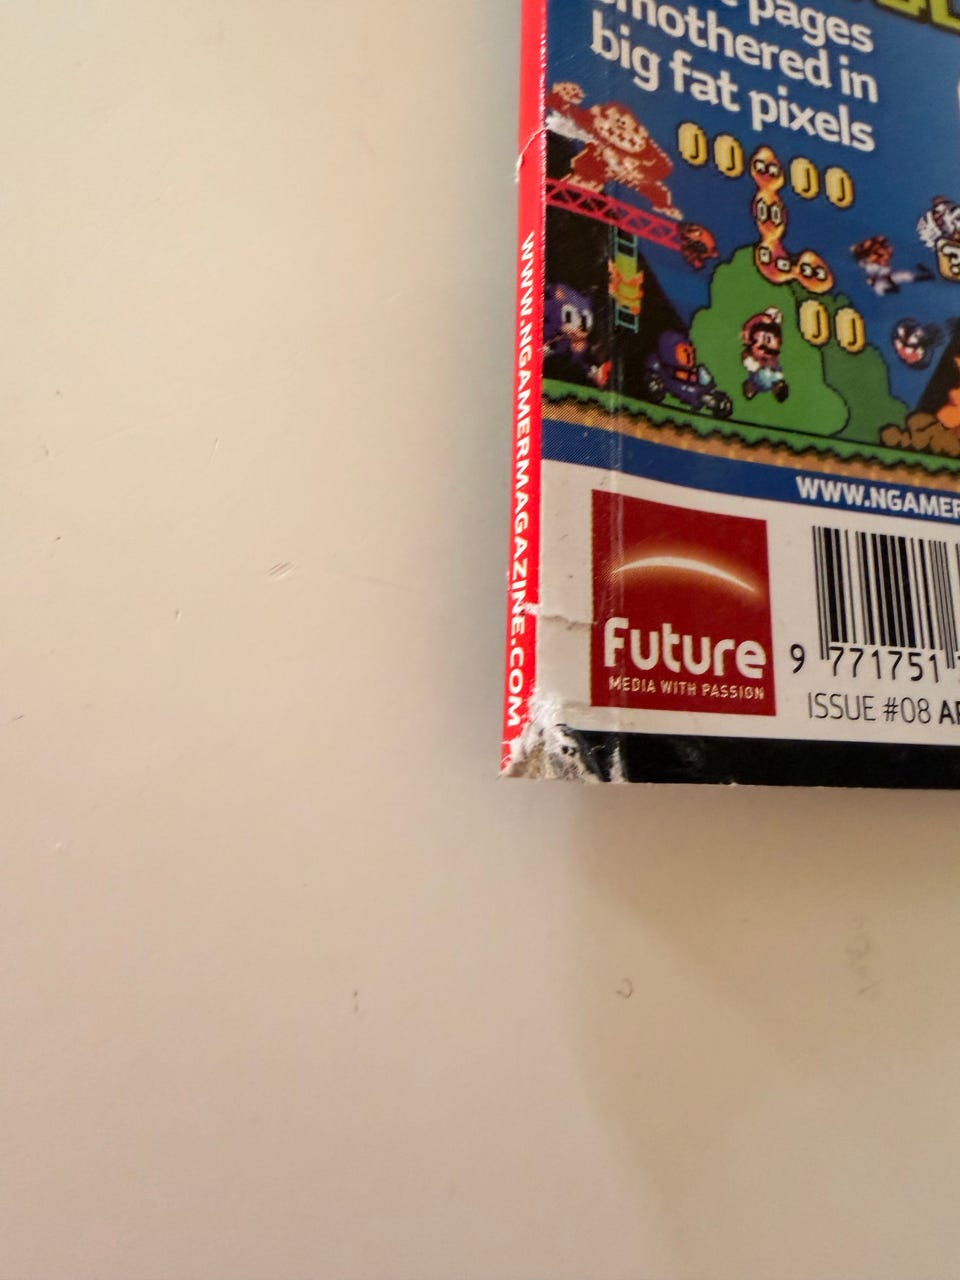 pages
smothered in
big fat pixels
WWW.NGAMERMAGAZINE.COM
WWW.NGAMER
Future
MEDIA WITH PASSION
9 771751
ISSUE #08